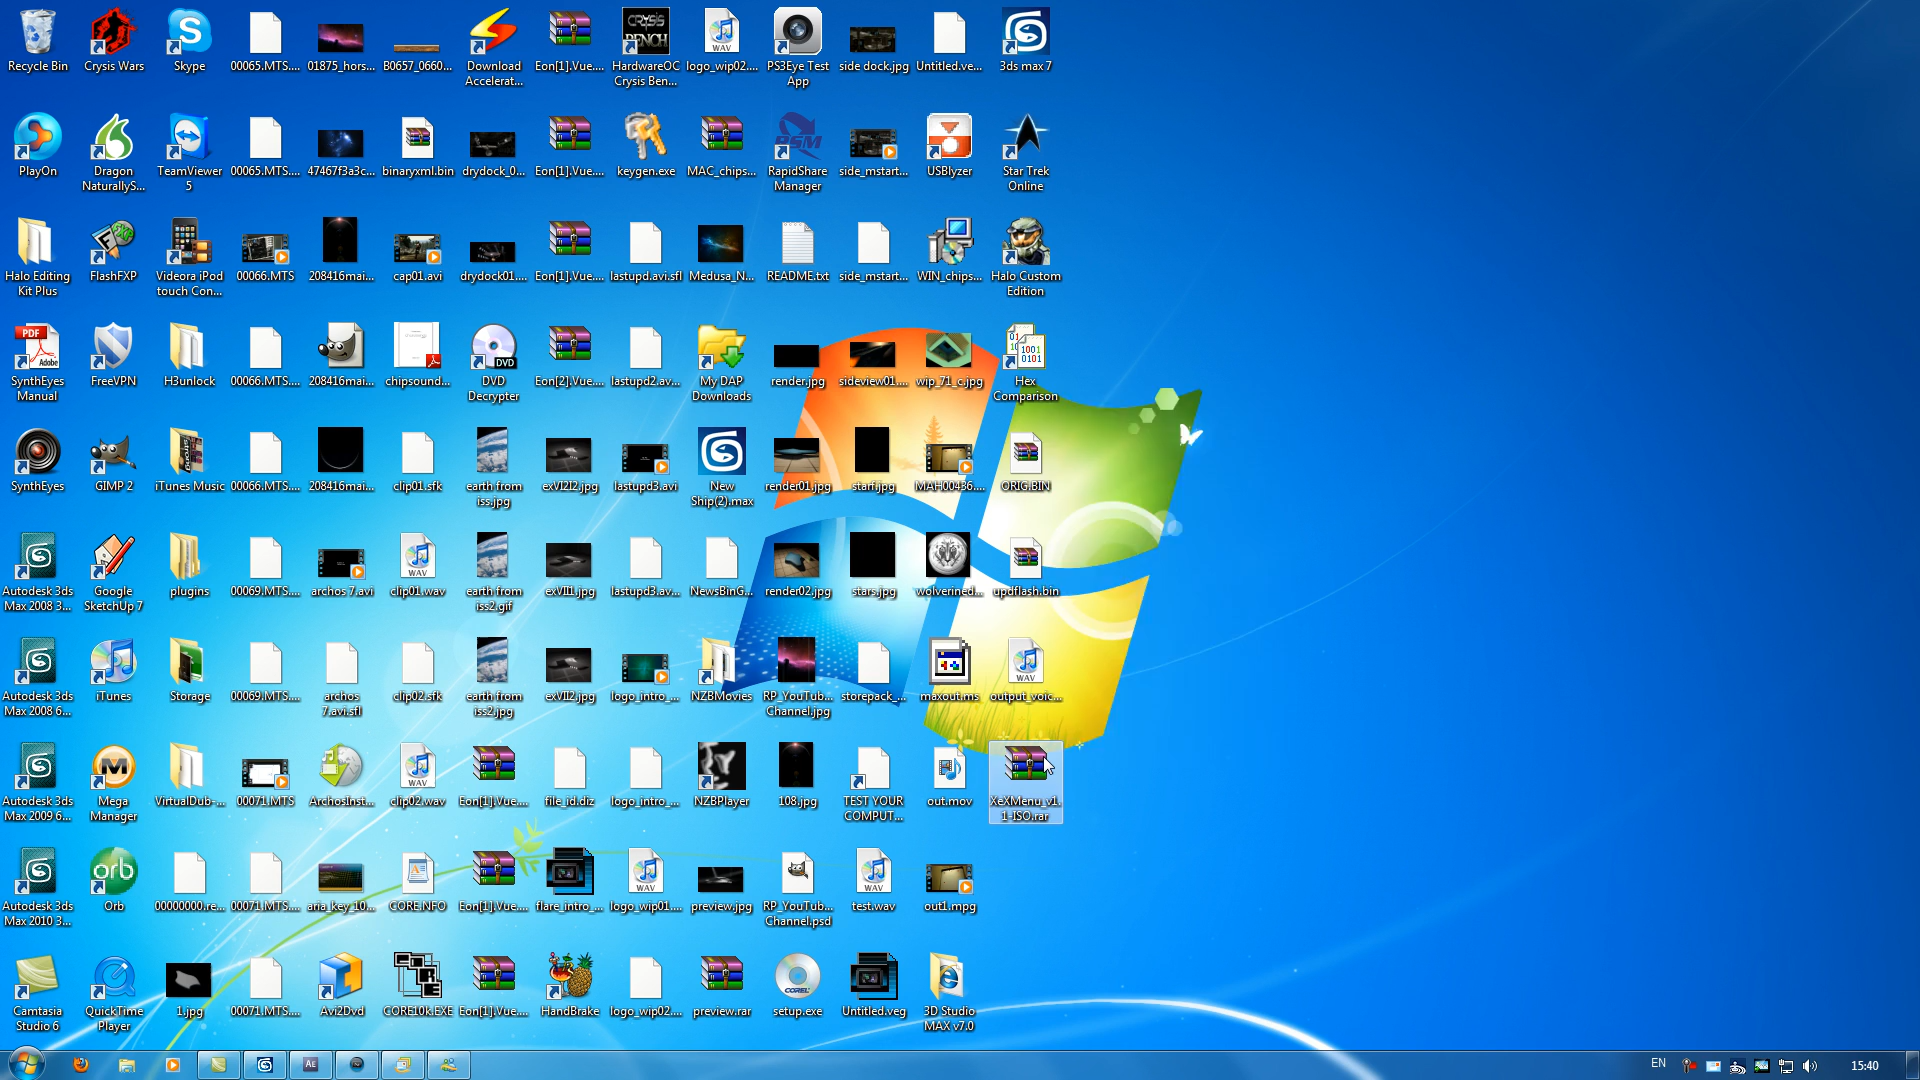 Recycle Bin
Crysis Wars
Skype
00065.MTS....
01875_hors...
B0657_0660...
Download
Accelerat...
Eon[1].Vue....
HardwareOC
Crysis Ben...
logo_wip02....
PS3Eye Test
App
side dock.jpg
Untitled.ve...
3ds max 7
PlayOn
Dragon
NaturallyS...
TeamViewer
5
00065.MTS....
47467f3a3c...
binaryxml.bin
drydock_0...
Eon[1].Vue....
keygen.exe
MAC_chips...
RapidShare
Manager
side_mstart...
USBlyzer
Star Trek
Online
Halo Editing
Kit Plus
FlashFXP
Videora iPod
touch Con...
00066.MTS
208416mai...
cap01.avi
drydock01....
Eon[1].Vue....
lastupd.avi.sfl
Medusa_N...
README.txt
side_mstart...
WIN_chips...
Halo Custom
Edition
SynthEyes
Manual
FreeVPN
H3unlock
00066.MTS....
208416mai...
chipsound...
DVD
Decrypter
Eon[2].Vue....
lastupd2.av...
My DAP
Downloads
render.jpg
sideview01....
wip_71_c.jpg
Hex
Comparison
SynthEyes
GIMP 2
iTunes Music
00066.MTS....
208416mai...
clip01.sfk
earth from
iss.jpg
exVI2I2.jpg
lastupd3.avi
New
Ship(2).max
render01.jpg
starf.jpg
MAH00436....
ORIG.BIN
Autodesk 3ds
Max 2008 3...
Google
SketchUp 7
plugins
00069.MTS....
archos 7.avi
clip01.wav
earth from
iss2.gif
exVII1.jpg
lastupd3.av...
NewsBinG...
render02.jpg
stars.jpg
wolverined...
updflash.bin
Autodesk 3ds
Max 2008 6...
iTunes
Storage
00069.MTS....
archos
7.avi.sfl
clip02.sfk
earth from
iss2.jpg
exVII2.jpg
logo_intro_...
NZBMovies
RP_YouTub...
Channel.jpg
storepack_...
maxout.ms
output_voic...
Autodesk 3ds
Max 2009 6...
Mega
Manager
VirtualDub-...
00071.MTS
ArchosInst...
clip02.wav
Eon[1].Vue....
file_id.diz
logo_intro_...
NZBPlayer
108.jpg
TEST YOUR
COMPUT...
out.mov
XeXMenu_v1.
1-ISO.rar
Autodesk 3ds
Max 2010 3...
Orb
00000000.re...
00071.MTS....
aria_key_10...
CORE.NFO
Eon[1].Vue....
flare_intro_...
logo_wip01....
preview.jpg
RP_YouTub...
Channel.psd
test.wav
out1.mpg
Camtasia
Studio 6
QuickTime
Player
1.jpg
00071.MTS....
Avi2Dvd
CORE10k.EXE
Eon[1].Vue....
HandBrake
logo_wip02....
preview.rar
setup.exe
Untitled.veg
3D Studio
MAX v7.0
EN
15:40